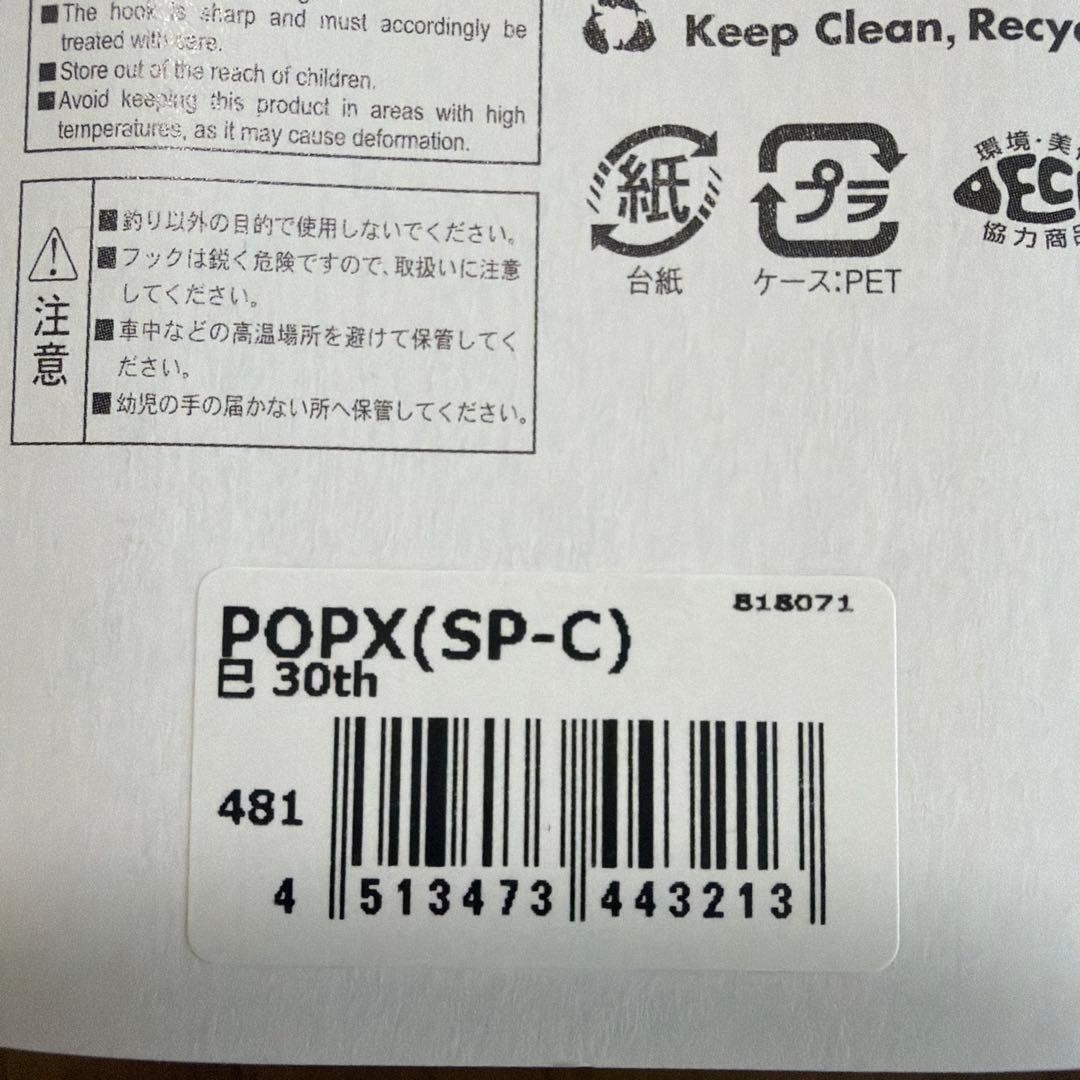 ■The hook is sharp and must accordingly be
treated with care.
■Store out of the reach of children.
■Avoid keeping this product in areas with high
temperatures, as it may cause deformation.
Keep Clean,
紙
台紙
プラ
ケース:PET
環境・美
EC
協力商品
注意
■釣り以外の目的で使用しないでください。
■フックは鋭く危険ですので、取扱いに注意
してください。
■車中などの高温場所を避けて保管してく
ださい。
■幼児の手の届かない所へ保管してください。
POPX(SP-C)
818071
巳 30th
481
4 513473 443213